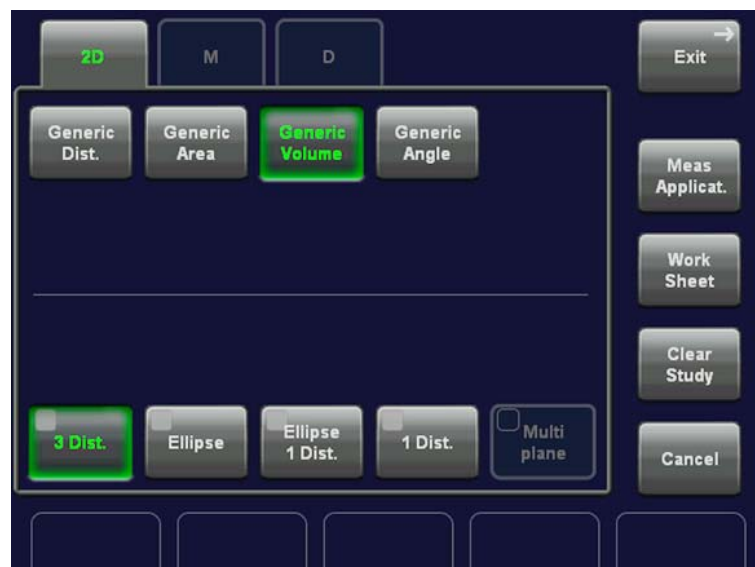 2D
M
D
Exit
Generic
Dist.
Generic
Area
Generic
Volume
Generic
Angle
Meas
Applicat.
Work
Sheet
Clear
Study
3 Dist.
Ellipse
Ellipse
1 Dist.
1 Dist.
Multi
plane
Cancel